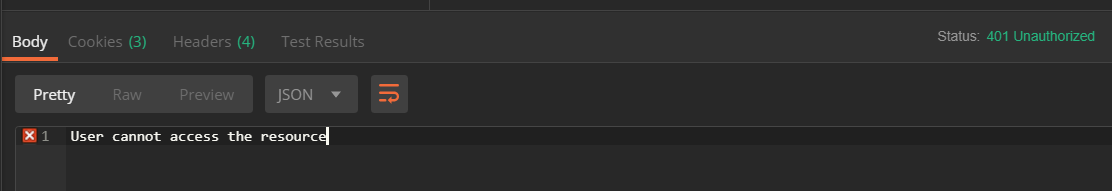 Body Cookies (3) Headers (4) Test Results Status: 401 Unauthorized
Pretty Raw Preview JSON
1 User cannot access the resource